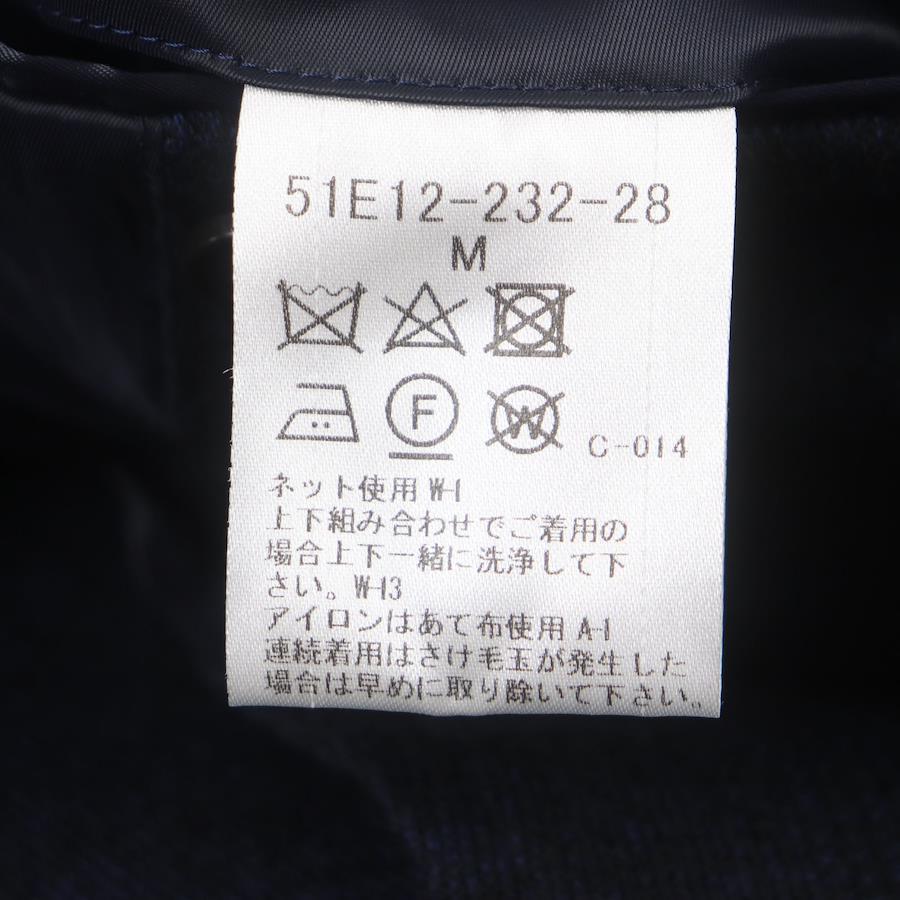 51E12-232-28
M
F
W
C-014
ネット使用 W-1
上下組み合わせでご着用の
場合上下一緒に洗浄して下
さい。W-13
アイロンはあて布使用 A-1
連続着用はさけ毛玉が発生した
場合は早めに取り除いて下さい。